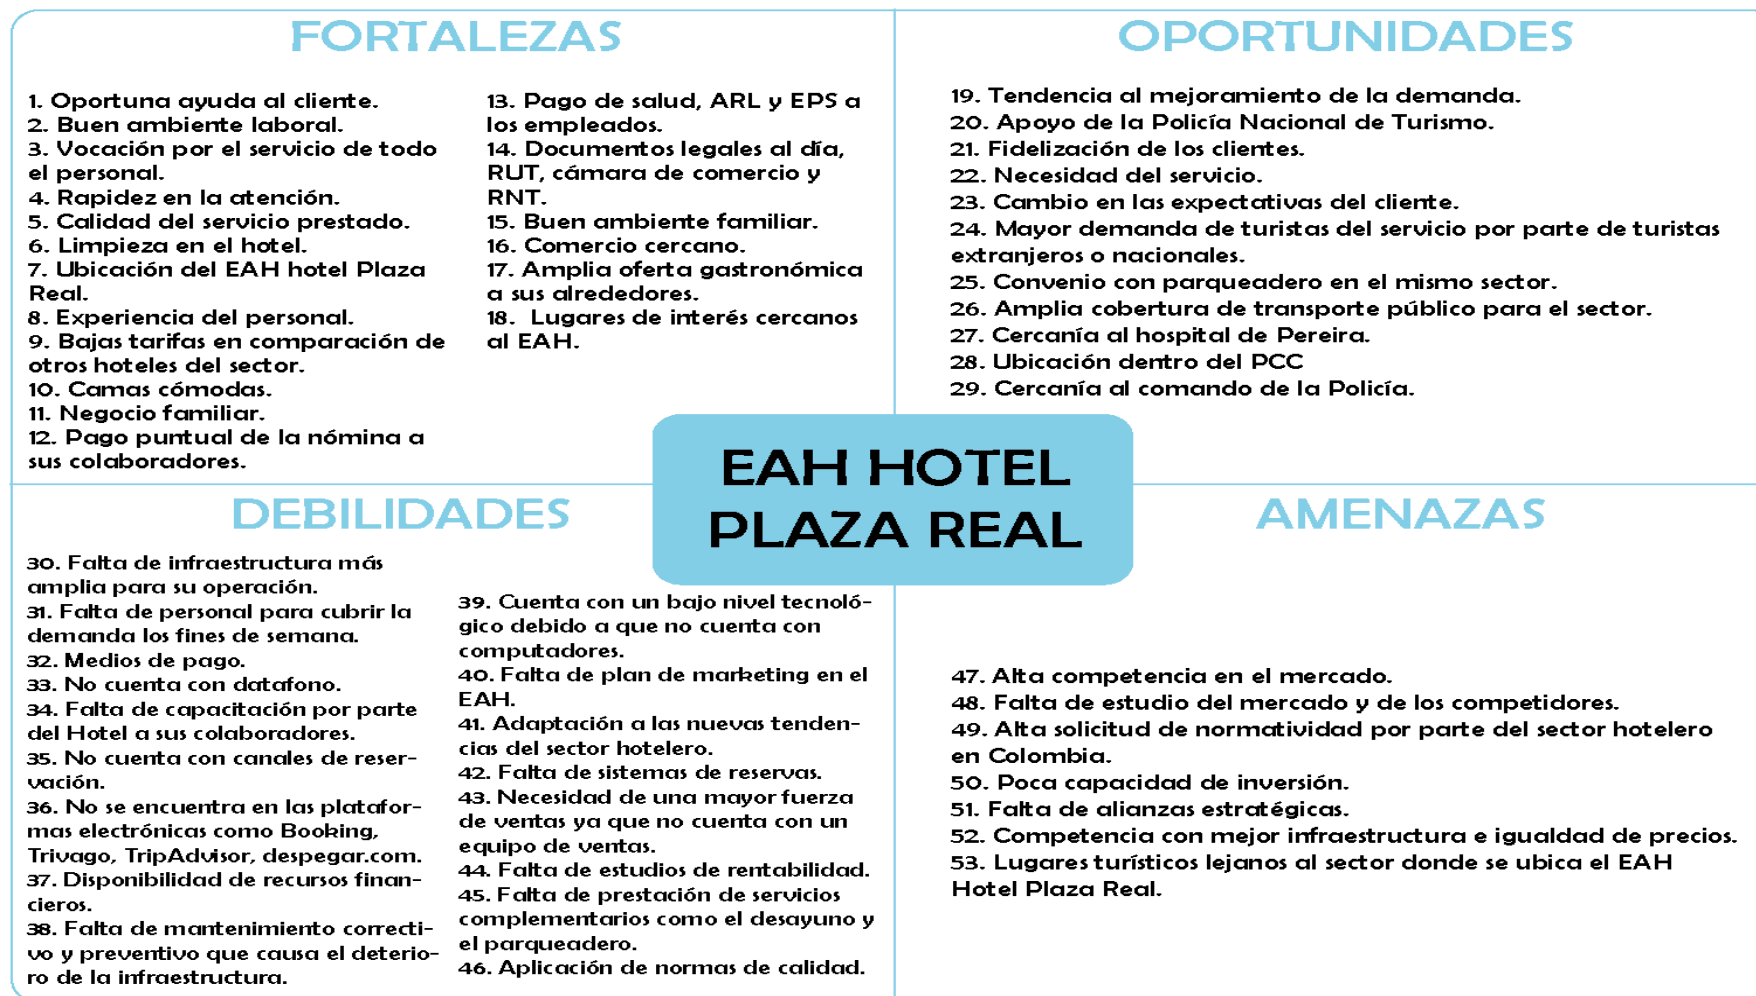 FORTALEZAS
1. Oportuna ayuda al cliente.
2. Buen ambiente laboral.
3. Vocación por el servicio de todo
el personal.
4. Rapidez en la atención.
5. Calidad del servicio prestado.
6. Limpieza en el hotel.
7. Ubicación del EAH hotel Plaza
Real.
8. Experiencia del personal.
9. Bajas tarifas en comparación de
otros hoteles del sector.
10. Camas cómodas.
11. Negocio familiar.
12. Pago puntual de la nómina a
sus colaboradores.
13. Pago de salud, ARL y EPS a
los empleados.
14. Documentos legales al día,
RUT, cámara de comercio y
RNT.
15. Buen ambiente familiar.
16. Comercio cercano.
17. Amplia oferta gastronómica
a sus alrededores.
18. Lugares de interés cercanos
al EAH.
OPORTUNIDADES
19. Tendencia al mejoramiento de la demanda.
20. Apoyo de la Policía Nacional de Turismo.
21. Fidelización de los clientes.
22. Necesidad del servicio.
23. Cambio en las expectativas del cliente.
24. Mayor demanda de turistas del servicio por parte de turistas
extranjeros o nacionales.
25. Convenio con parqueadero en el mismo sector.
26. Amplia cobertura de transporte público para el sector.
27. Cercanía al hospital de Pereira.
28. Ubicación dentro del PCC
29. Cercanía al comando de la Policía.
EAH HOTEL
PLAZA REAL
DEBILIDADES
30. Falta de infraestructura más
amplia para su operación.
31. Falta de personal para cubrir la
demanda los fines de semana.
32. Medios de pago.
33. No cuenta con datafono.
34. Falta de capacitación por parte
del Hotel a sus colaboradores.
35. No cuenta con canales de reser-
vación.
36. No se encuentra en las platafor-
mas electrónicas como Booking,
Trivago, TripAdvisor, despegar.com.
37. Disponibilidad de recursos finan-
cieros.
38. Falta de mantenimiento correcti-
vo y preventivo que causa el deterio-
ro de la infraestructura.
39. Cuenta con un bajo nivel tecnoló-
gico debido a que no cuenta con
computadores.
40. Falta de plan de marketing en el
EAH.
41. Adaptación a las nuevas tenden-
cias del sector hotelero.
42. Falta de sistemas de reservas.
43. Necesidad de una mayor fuerza
de ventas ya que no cuenta con un
equipo de ventas.
44. Falta de estudios de rentabilidad.
45. Falta de prestación de servicios
complementarios como el desayuno y
el parqueadero.
46. Aplicación de normas de calidad.
AMENAZAS
47. Alta competencia en el mercado.
48. Falta de estudio del mercado y de los competidores.
49. Alta solicitud de normatividad por parte del sector hotelero
en Colombia.
50. Poca capacidad de inversión.
51. Falta de alianzas estratégicas.
52. Competencia con mejor infraestructura e igualdad de precios.
53. Lugares turísticos lejanos al sector donde se ubica el EAH
Hotel Plaza Real.